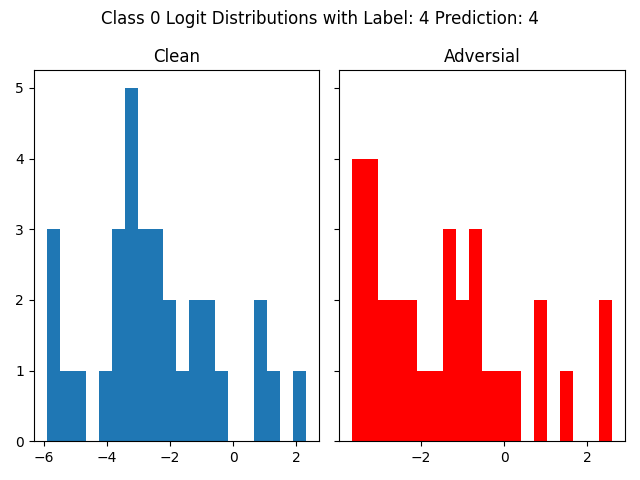 Class 0 Logit Distributions with Label: 4 Prediction: 4
Clean
Adversial
5
4
3
2
1
0
−6 −4 −2 0 2
−2 0 2